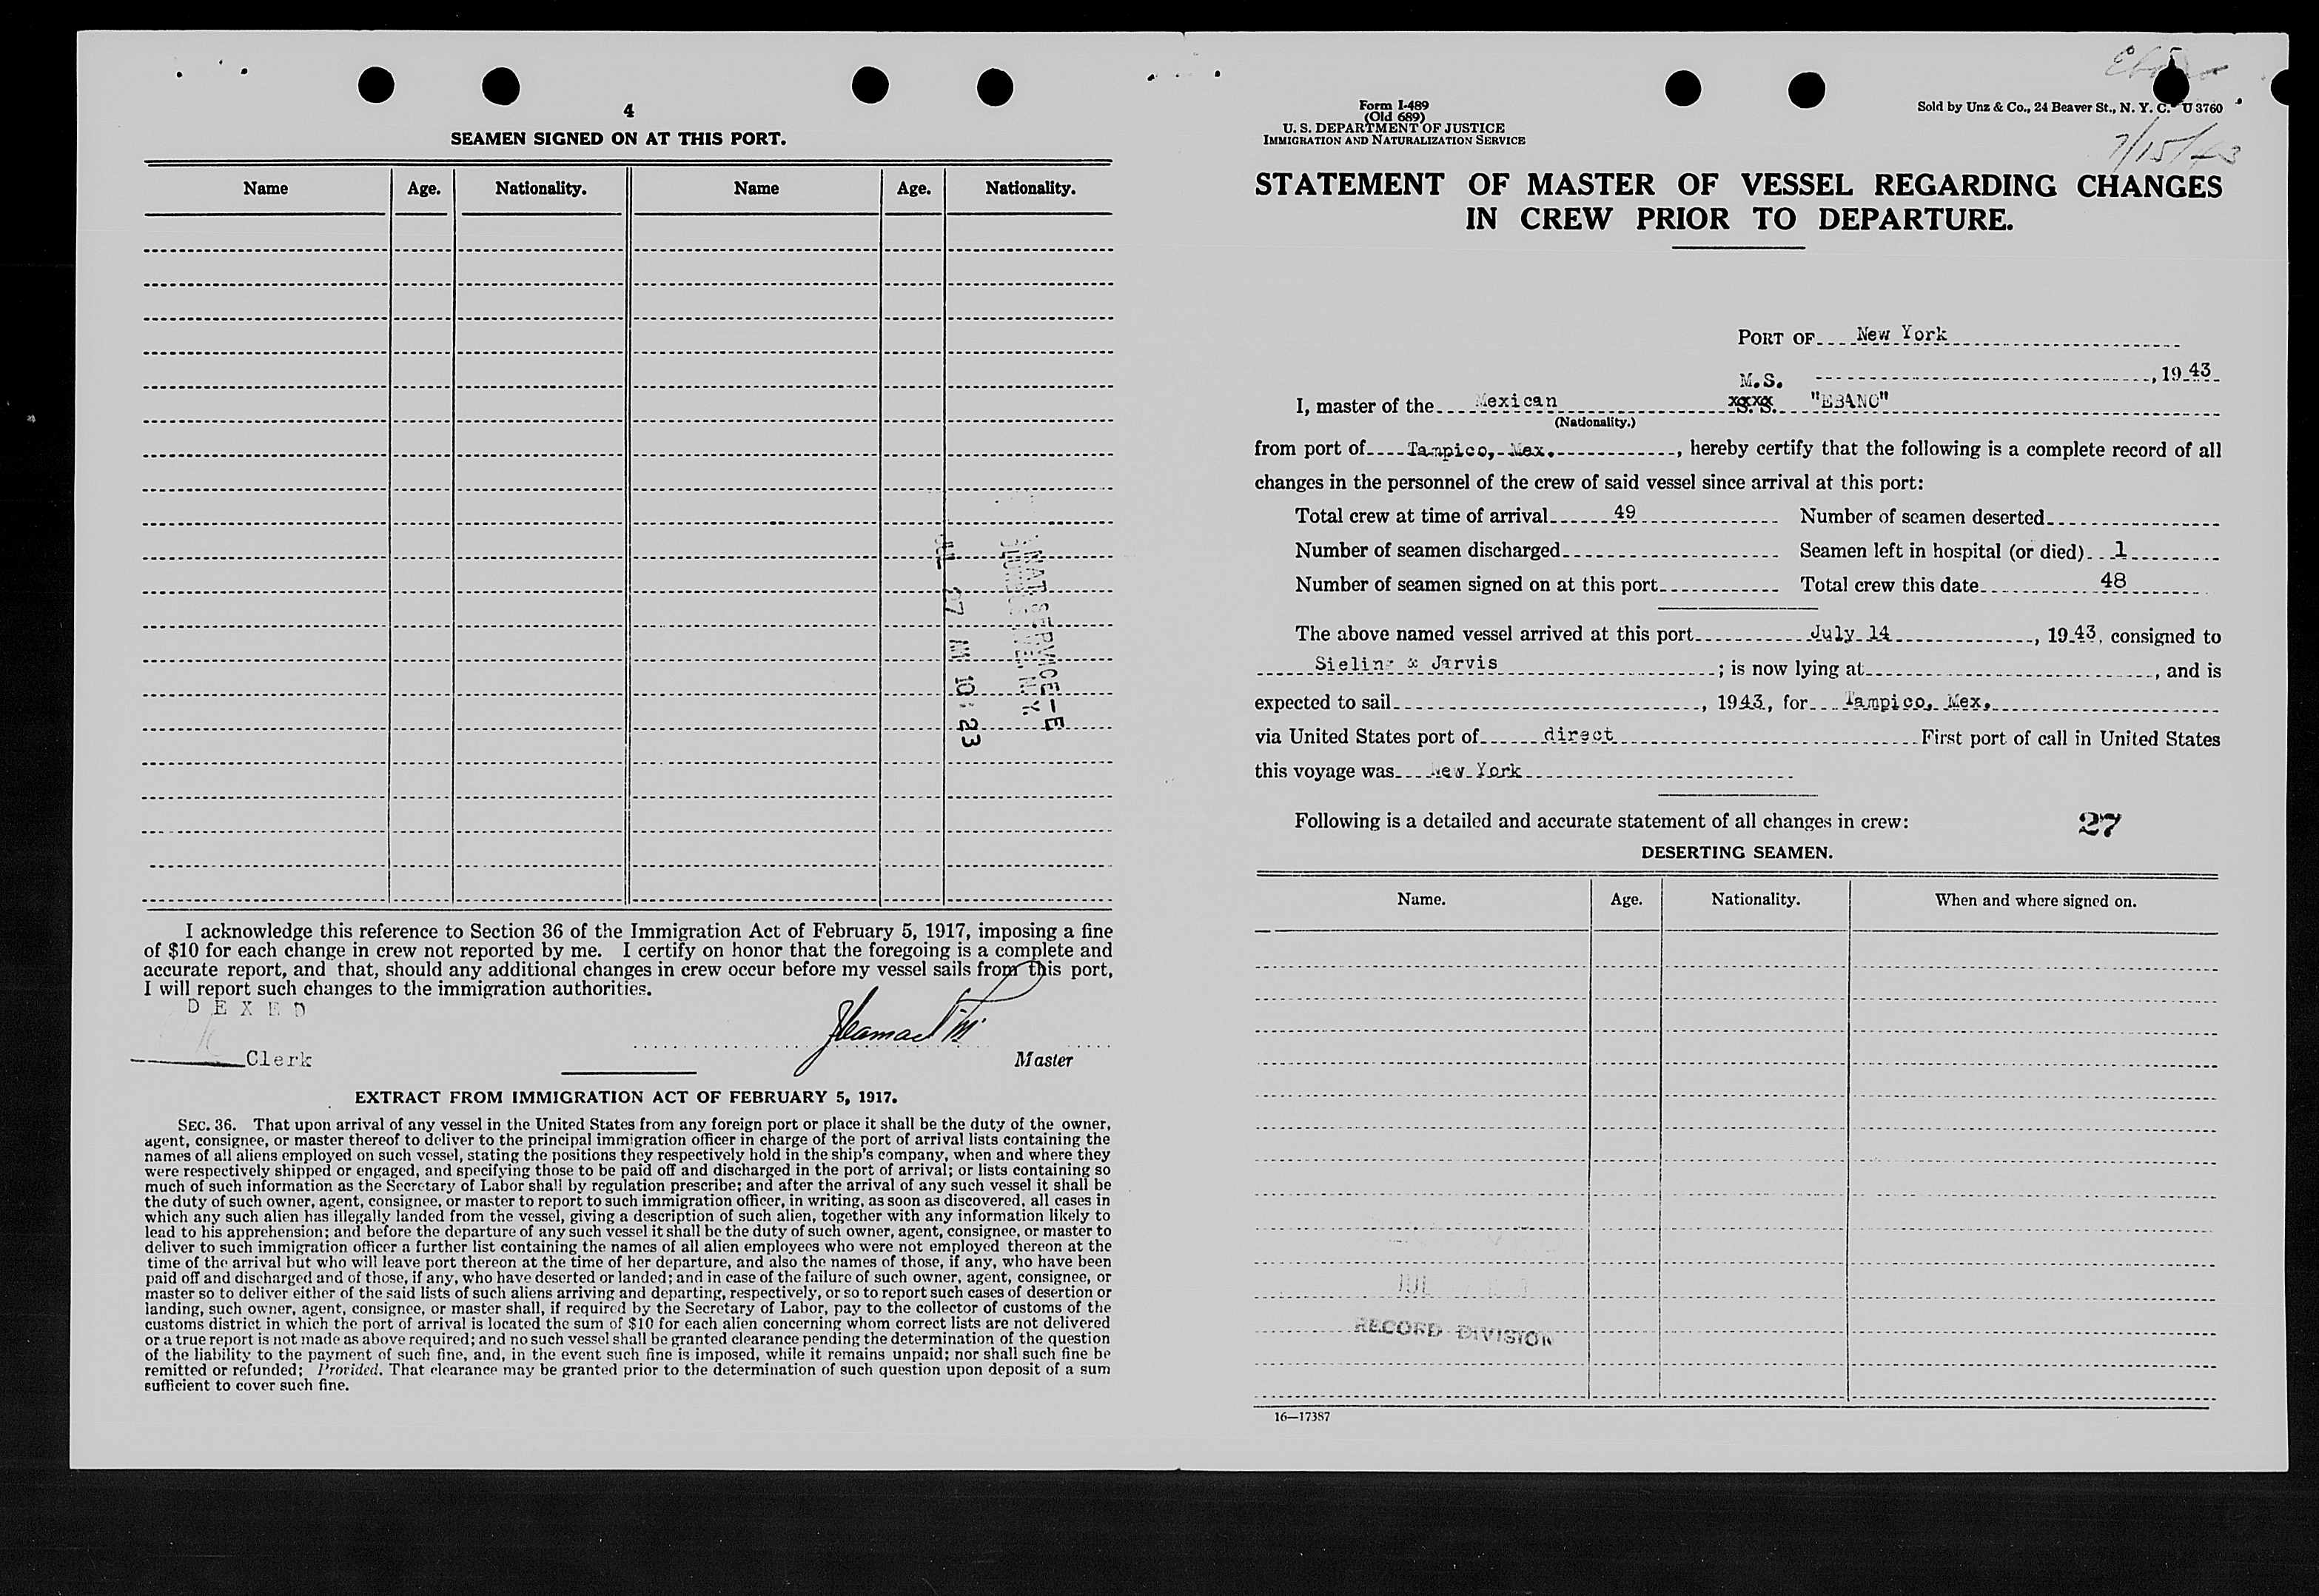 4
SEAMEN SIGNED ON AT THIS PORT.
Name Age. Nationality. Name Age. Nationality.
JUL 27 AM 10:23
I acknowledge this reference to Section 36 of the Immigration Act of February 5, 1917, imposing a fine
of $10 for each change in crew not reported by me. I certify on honor that the foregoing is a complete and
accurate report, and that, should any additional changes in crew occur before my vessel sails from this port,
I will report such changes to the immigration authorities.
DEXED
Clerk
Master
EXTRACT FROM IMMIGRATION ACT OF FEBRUARY 5, 1917.
SEC. 36. That upon arrival of any vessel in the United States from any foreign port or place it shall be the duty of the owner,
agent, consignee, or master thereof to deliver to the principal immigration officer in charge of the port of arrival lists containing the
names of all aliens employed on such vessel, stating the positions they respectively hold in the ship's company, when and where they
were respectively shipped or engaged, and specifying those to be paid off and discharged in the port of arrival; or lists containing so
much of such information as the Secretary of Labor shall by regulation prescribe; and after the arrival of any such vessel it shall be
the duty of such owner, agent, consignee, or master to report to such immigration officer, in writing, as soon as discovered, all cases in
which any such alien has illegally landed from the vessel, giving a description of such alien, together with any information likely to
lead to his apprehension; and before the departure of any such vessel it shall be the duty of such owner, agent, consignee, or master to
deliver to such immigration officer a further list containing the names of all alien employees who were not employed thereon at the
time of the arrival but who will leave port thereon at the time of her departure, and also the names of those, if any, who have been
paid off and discharged and of those, if any, who have deserted or landed; and in case of the failure of such owner, agent, consignee, or
master so to deliver either of the said lists of such aliens arriving and departing, respectively, or so to report such cases of desertion or
landing, such owner, agent, consignee, or master shall, if required by the Secretary of Labor, pay to the collector of customs of the
customs district in which the port of arrival is located the sum of $10 for each alien concerning whom correct lists are not delivered
or a true report is not made as above required; and no such vessel shall be granted clearance pending the determination of the question
of the liability to the payment of such fine, and, in the event such fine is imposed, while it remains unpaid; nor shall such fine be
remitted or refunded; Provided, That clearance may be granted prior to the determination of such question upon deposit of a sum
sufficient to cover such fine.
Form I-489
(Old 689)
U. S. DEPARTMENT OF JUSTICE
IMMIGRATION AND NATURALIZATION SERVICE
Sold by Unz & Co., 24 Beaver St., N. Y. C. U 3760
7/15/43
STATEMENT OF MASTER OF VESSEL REGARDING CHANGES
IN CREW PRIOR TO DEPARTURE.
PORT OF New York
, 1943
M.S.
I, master of the Mexican S.S. "EBANO"
(Nationality.)
from port of Tampico, Mex., hereby certify that the following is a complete record of all
changes in the personnel of the crew of said vessel since arrival at this port:
Total crew at time of arrival 49 Number of seamen deserted
Number of seamen discharged Seamen left in hospital (or died) 1
Number of seamen signed on at this port Total crew this date 48
The above named vessel arrived at this port July 14, 1943, consigned to
Sieling & Jarvis; is now lying at , and is
expected to sail , 1943, for Tampico, Mex.
via United States port of direct First port of call in United States
this voyage was New York
Following is a detailed and accurate statement of all changes in crew: 27
DESERTING SEAMEN.
Name. Age. Nationality. When and where signed on.
JUL
RECORD DIVISION
16—17387